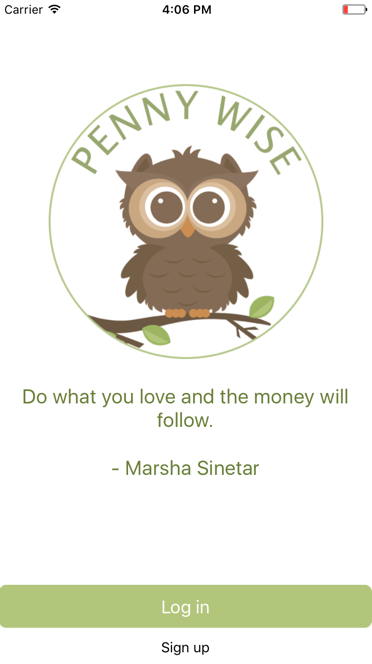 Carrier 4:06 PM
PENNY WISE
Do what you love and the money will
follow.
- Marsha Sinetar
Log in
Sign up